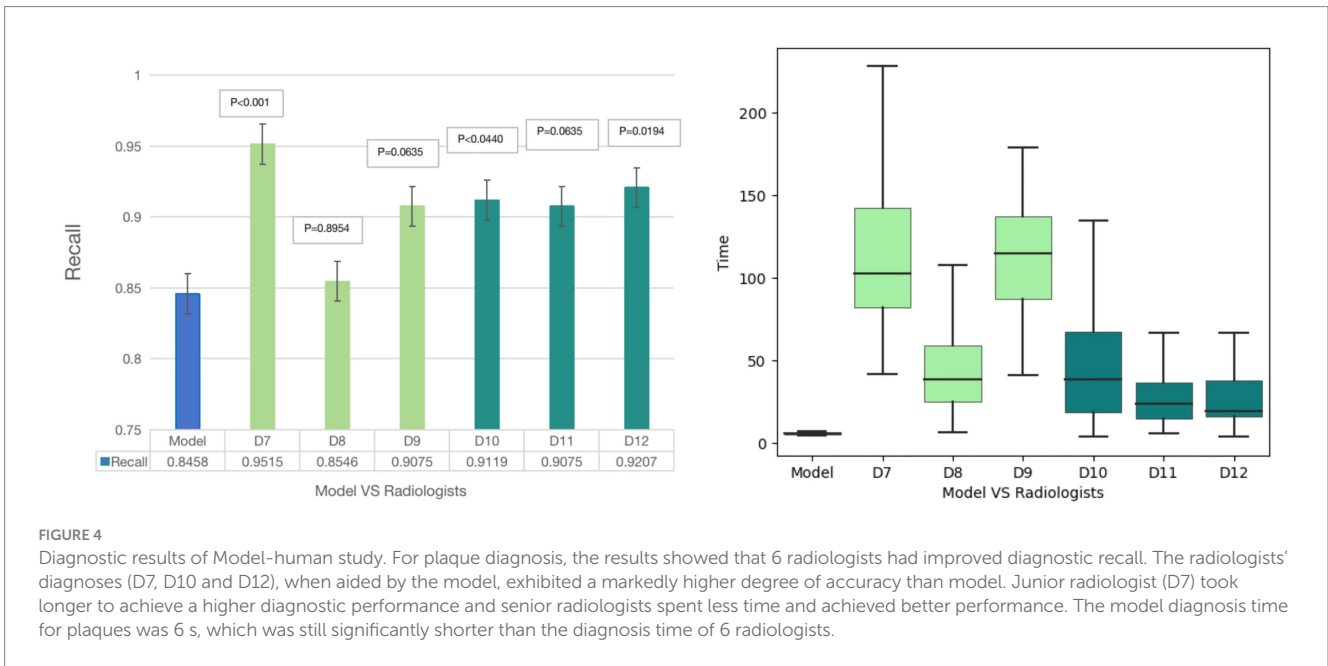 1
P<0.001
0.95
P=0.0635
P<0.0440
P=0.0635
P=0.0194
0.9
P=0.8954
Recall
0.85
0.8
0.75
Model D7 D8 D9 D10 D11 D12
Recall 0.8458 0.9515 0.8546 0.9075 0.9119 0.9075 0.9207
Model VS Radiologists
200
150
Time
100
50
0
Model D7 D8 D9 D10 D11 D12
Model VS Radiologists
FIGURE 4
Diagnostic results of Model-human study. For plaque diagnosis, the results showed that 6 radiologists had improved diagnostic recall. The radiologists’
diagnoses (D7, D10 and D12), when aided by the model, exhibited a markedly higher degree of accuracy than model. Junior radiologist (D7) took
longer to achieve a higher diagnostic performance and senior radiologists spent less time and achieved better performance. The model diagnosis time
for plaques was 6 s, which was still significantly shorter than the diagnosis time of 6 radiologists.